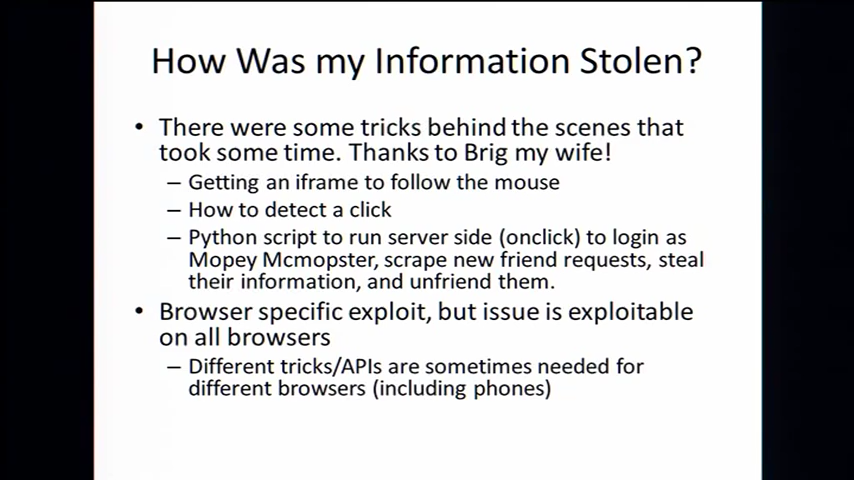 How Was my Information Stolen?
• There were some tricks behind the scenes that
took some time. Thanks to Brig my wife!
– Getting an iframe to follow the mouse
– How to detect a click
– Python script to run server side (onclick) to login as
Mopey Mcmopster, scrape new friend requests, steal
their information, and unfriend them.
• Browser specific exploit, but issue is exploitable
on all browsers
– Different tricks/APIs are sometimes needed for
different browsers (including phones)